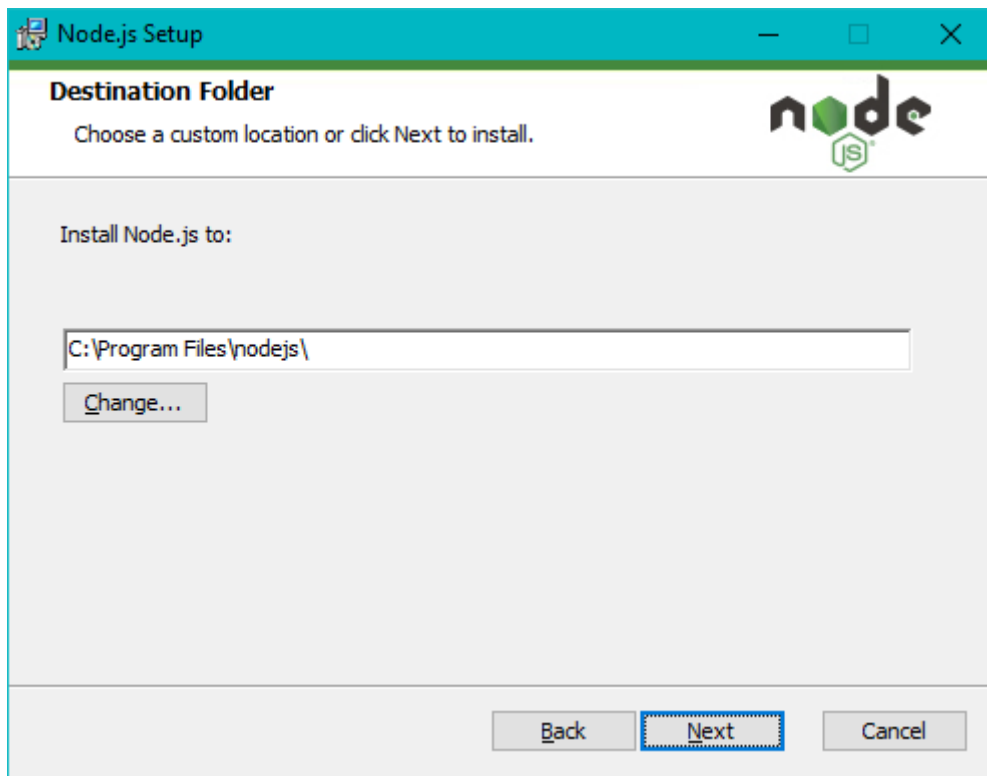 Node.js Setup
Destination Folder
Choose a custom location or click Next to install.
node
JS
Install Node.js to:
C:\Program Files\nodejs\
Change...
Back
Next
Cancel